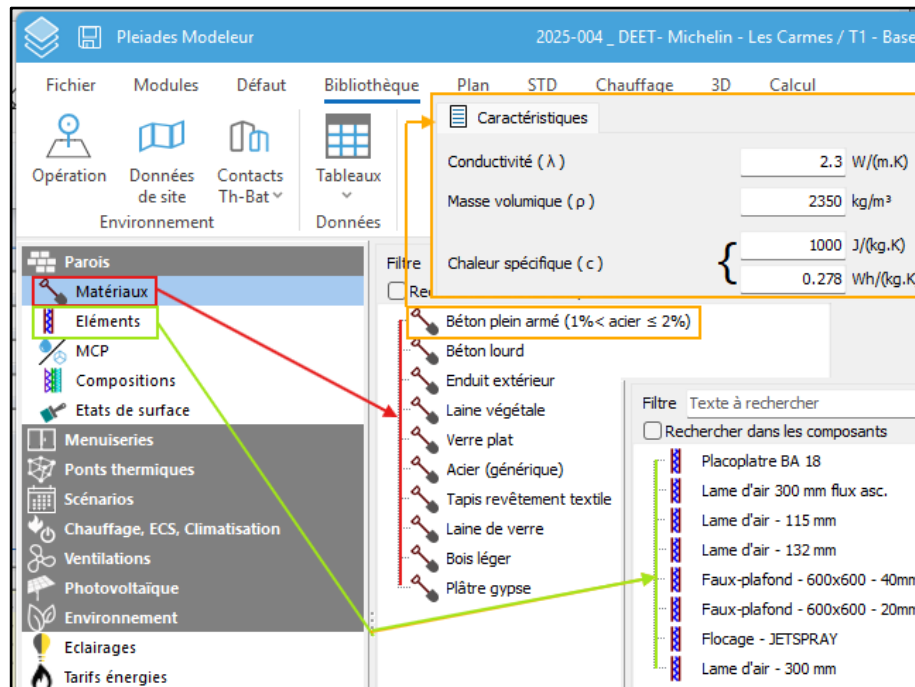 Pleiades Modeleur
2025-004 _ DEET- Michelin - Les Carmes / T1 - Base
Fichier Modules Défaut Bibliothèque Plan STD Chauffage 3D Calcul
Opération
Données de site
Contacts Th-Bat
Environnement
Tableaux
Données
Caractéristiques
Conductivité ( λ ) 2.3 W/(m.K)
Masse volumique ( ρ ) 2350 kg/m³
Chaleur spécifique ( c ) { 1000 J/(kg.K)
0.278 Wh/(kg.K
Parois
Matériaux
Eléments
MCP
Compositions
Etats de surface
Menuiseries
Ponts thermiques
Scénarios
Chauffage, ECS, Climatisation
Ventilations
Photovoltaïque
Environnement
Eclairages
Tarifs énergies
Filtre
Rec
Béton plein armé (1%< acier ≤ 2%)
Béton lourd
Enduit extérieur
Laine végétale
Verre plat
Acier (générique)
Tapis revêtement textile
Laine de verre
Bois léger
Plâtre gypse
Filtre Texte à rechercher
Rechercher dans les composants
Placoplatre BA 18
Lame d'air 300 mm flux asc.
Lame d'air - 115 mm
Lame d'air - 132 mm
Faux-plafond - 600x600 - 40mm
Faux-plafond - 600x600 - 20mm
Flocage - JETSPRAY
Lame d'air - 300 mm